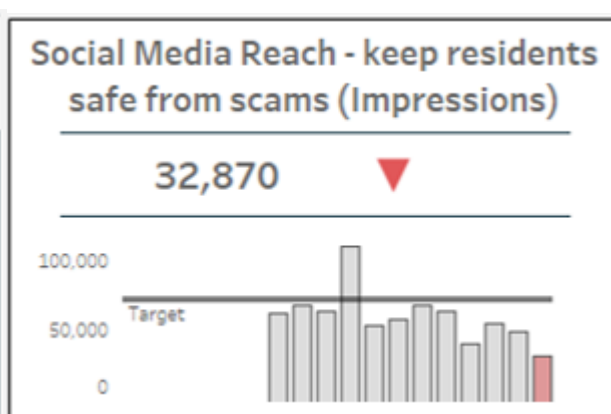 Social Media Reach - keep residents
safe from scams (Impressions)
32,870
100,000
Target
50,000
0